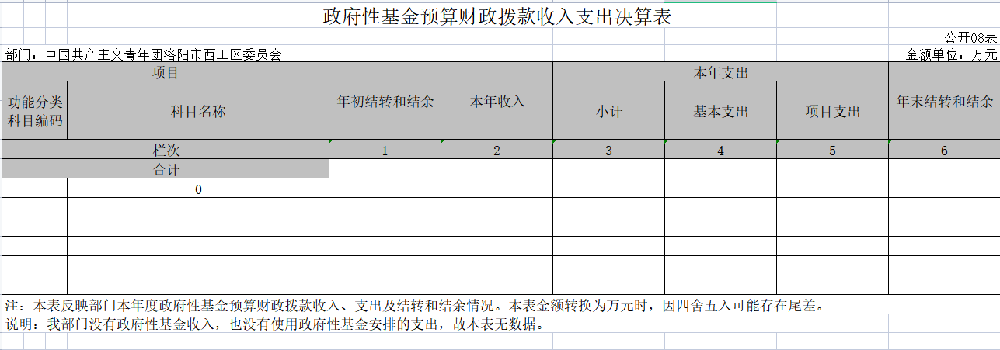 政府性基金预算财政拨款收入支出决算表
公开08表
部门：中国共产主义青年团洛阳市西工区委员会 金额单位：万元
项目 年初结转和结余 本年收入 本年支出 年末结转和结余
功能分类科目编码 科目名称 小计 基本支出 项目支出
栏次 1 2 3 4 5 6
合计
0
注：本表反映部门本年度政府性基金预算财政拨款收入、支出及结转和结余情况。本表金额转换为万元时，因四舍五入可能存在尾差。
说明：我部门没有政府性基金收入，也没有使用政府性基金安排的支出，故本表无数据。